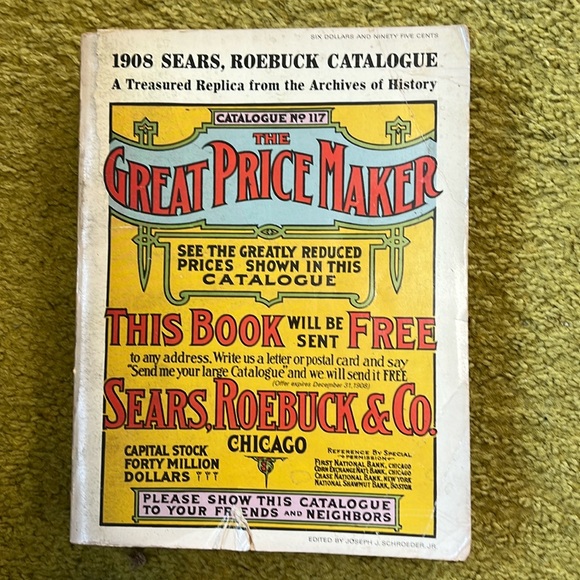 SIX DOLLARS AND NINETY FIVE CENTS
1908 SEARS, ROEBUCK CATALOGUE
A Treasured Replica from the Archives of History
CATALOGUE No 117
THE
GREAT PRICE MAKER
SEE THE GREATLY REDUCED
PRICES SHOWN IN THIS
CATALOGUE
THIS BOOK WILL BE SENT FREE
to any address. Write us a letter or postal card and say
"Send me your large Catalogue" and we will send it FREE
(Offer expires December 31, 1908)
SEARS, ROEBUCK & CO.
CHICAGO
CAPITAL STOCK
FORTY MILLION
DOLLARS
REFERENCE BY SPECIAL
PERMISSION
FIRST NATIONAL BANK, CHICAGO
CORN EXCHANGE NAT'L BANK, CHICAGO
CHASE NATIONAL BANK, NEW YORK
NATIONAL SHAWMUT BANK, BOSTON
PLEASE SHOW THIS CATALOGUE
TO YOUR FRIENDS AND NEIGHBORS
EDITED BY JOSEPH J. SCHROEDER, JR.